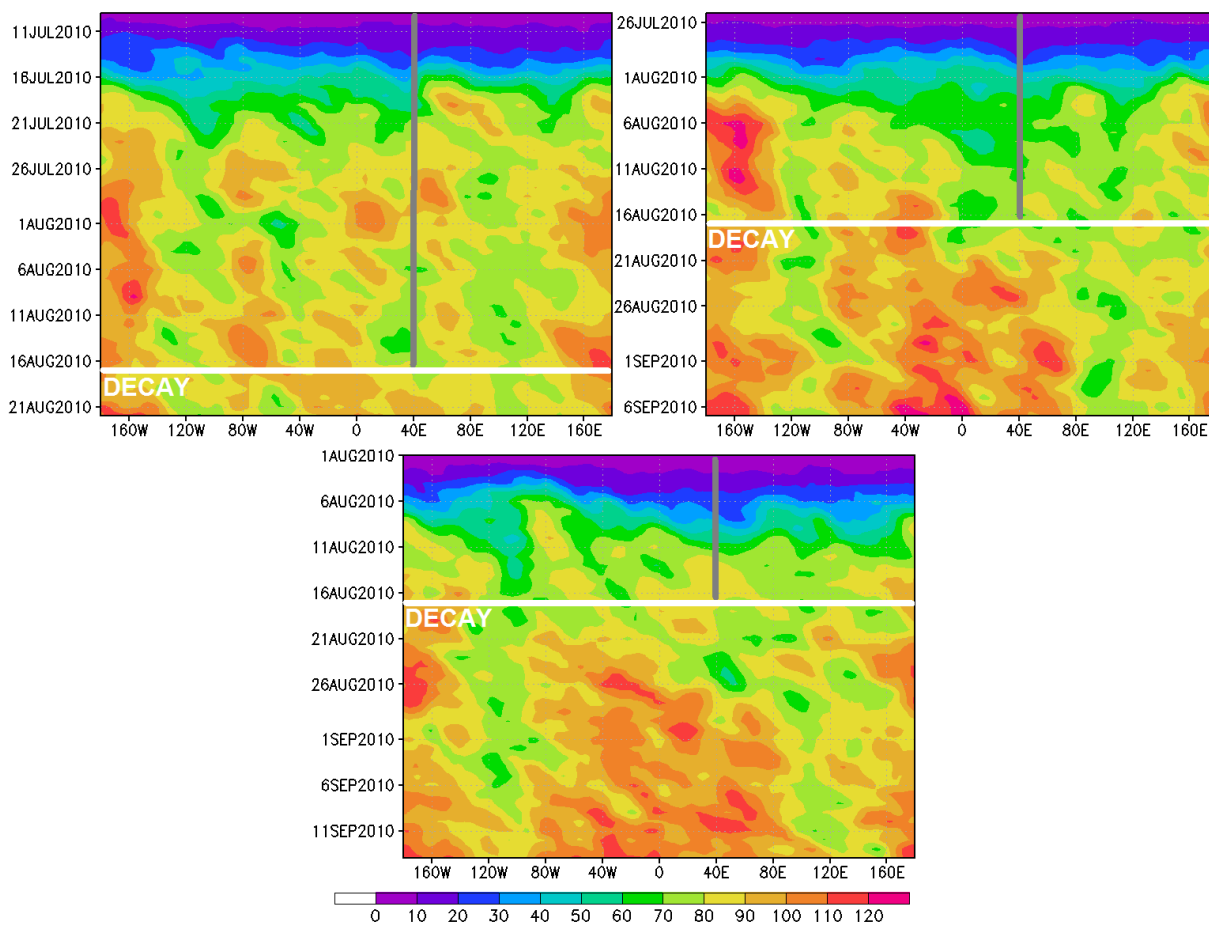 11JUL2010
16JUL2010
21JUL2010
26JUL2010
1AUG2010
6AUG2010
11AUG2010
16AUG2010
DECAY
21AUG2010
160W 120W 80W 40W 0 40E 80E 120E 160E
26JUL2010
1AUG2010
6AUG2010
11AUG2010
16AUG2010
DECAY
21AUG2010
26AUG2010
1SEP2010
6SEP2010
160W 120W 80W 40W 0 40E 80E 120E 160E
1AUG2010
6AUG2010
11AUG2010
16AUG2010
DECAY
21AUG2010
26AUG2010
1SEP2010
6SEP2010
11SEP2010
160W 120W 80W 40W 0 40E 80E 120E 160E
0 10 20 30 40 50 60 70 80 90 100 110 120